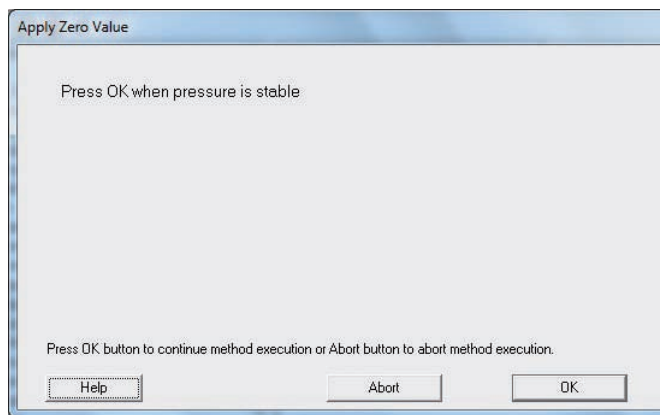 Apply Zero Value
Press OK when pressure is stable
Press OK button to continue method execution or Abort button to abort method execution.
Help Abort OK